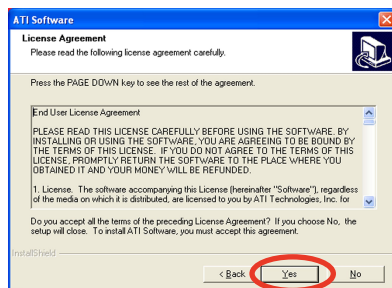 ATI Software
License Agreement
Please read the following license agreement carefully.
Press the PAGE DOWN key to see the rest of the agreement.
End User License Agreement
PLEASE READ THIS LICENSE CAREFULLY BEFORE USING THE SOFTWARE. BY
INSTALLING OR USING THE SOFTWARE, YOU ARE AGREEING TO BE BOUND BY
THE TERMS OF THIS LICENSE. IF YOU DO NOT AGREE TO THE TERMS OF THIS
LICENSE, PROMPTLY RETURN THE SOFTWARE TO THE PLACE WHERE YOU
OBTAINED IT AND YOUR MONEY WILL BE REFUNDED.
1. License. The software accompanying this License (hereinafter "Software"), regardless
of the media on which it is distributed, are licensed to you by ATI Technologies, Inc. for
Do you accept all the terms of the preceding License Agreement? If you choose No, the
setup will close. To install ATI Software, you must accept this agreement.
InstallShield
< Back Yes No